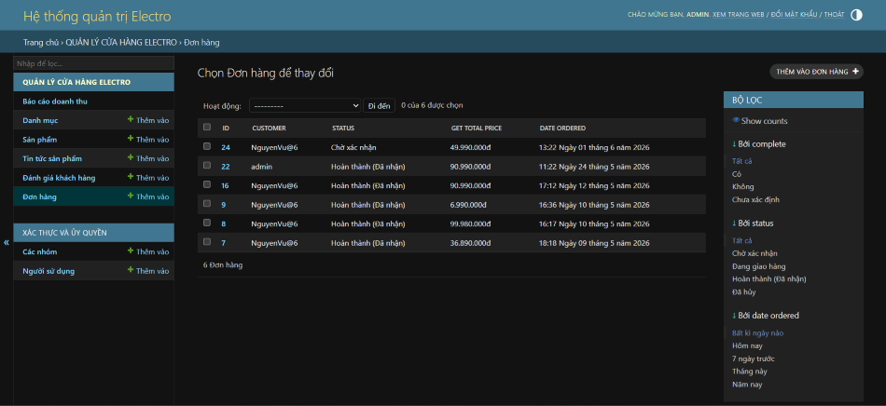 Hệ thống quản trị Electro
CHÀO MỪNG BẠN, ADMIN. XEM TRANG WEB / ĐỔI MẬT KHẨU / THOÁT
Trang chủ › QUẢN LÝ CỬA HÀNG ELECTRO › Đơn hàng
Nhập để lọc...
QUẢN LÝ CỬA HÀNG ELECTRO
Báo cáo doanh thu
Danh mục + Thêm vào
Sản phẩm + Thêm vào
Tin tức sản phẩm + Thêm vào
Đánh giá khách hàng + Thêm vào
Đơn hàng + Thêm vào
XÁC THỰC VÀ ỦY QUYỀN
Các nhóm + Thêm vào
Người sử dụng + Thêm vào
«
Chọn Đơn hàng để thay đổi
THÊM VÀO ĐƠN HÀNG +
Hoạt động: --------- Đi đến 0 của 6 được chọn
ID CUSTOMER STATUS GET TOTAL PRICE DATE ORDERED
24 NguyenVu@6 Chờ xác nhận 49.990.000đ 13:22 Ngày 01 tháng 6 năm 2026
22 admin Hoàn thành (Đã nhận) 90.990.000đ 11:22 Ngày 24 tháng 5 năm 2026
16 NguyenVu@6 Hoàn thành (Đã nhận) 90.990.000đ 17:12 Ngày 12 tháng 5 năm 2026
9 NguyenVu@6 Hoàn thành (Đã nhận) 6.990.000đ 16:36 Ngày 10 tháng 5 năm 2026
8 NguyenVu@6 Hoàn thành (Đã nhận) 99.980.000đ 16:17 Ngày 10 tháng 5 năm 2026
7 NguyenVu@6 Hoàn thành (Đã nhận) 36.890.000đ 18:18 Ngày 09 tháng 5 năm 2026
6 Đơn hàng
BỘ LỌC
Show counts
↓ Bởi complete
Tất cả
Có
Không
Chưa xác định
↓ Bởi status
Tất cả
Chờ xác nhận
Đang giao hàng
Hoàn thành (Đã nhận)
Đã hủy
↓ Bởi date ordered
Bất kì ngày nào
Hôm nay
7 ngày trước
Tháng này
Năm nay